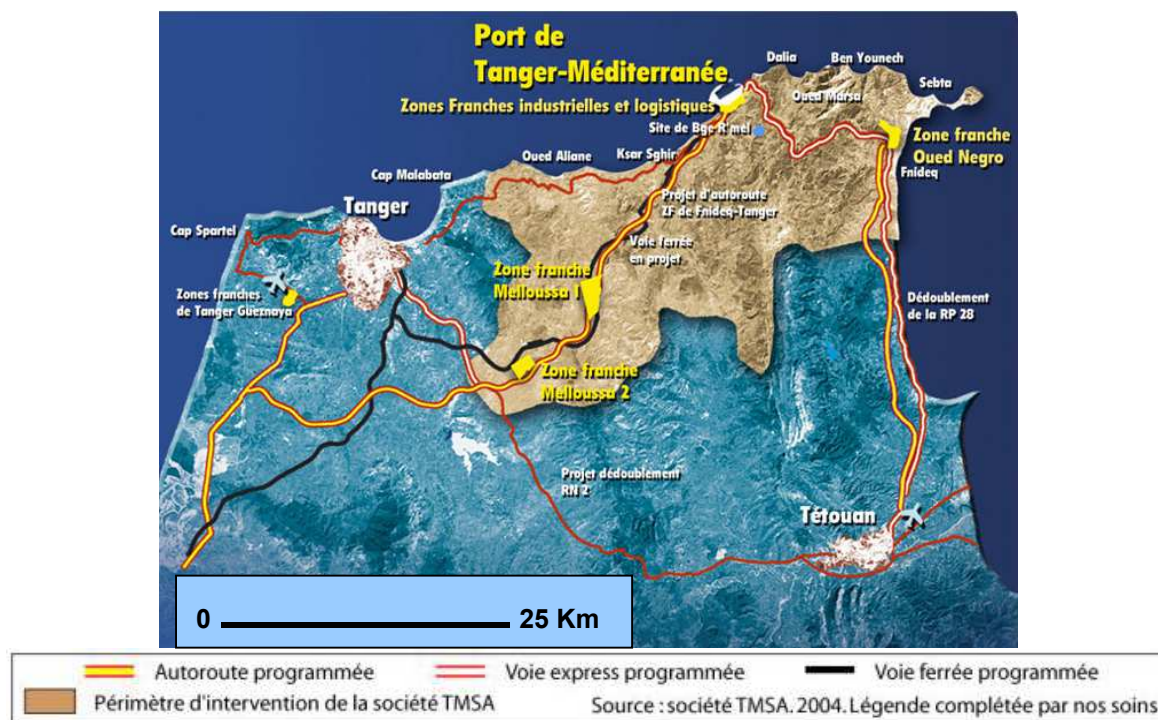 Port de
Tanger-Méditerranée
Zones Franches industrielles et logistiques
Dalia
Ben Younech
Sebta
Oued Marsa
Site de Bge R'mel
Zone franche
Oued Negro
Fnideq
Oued Aliane
Ksar Sghir
Cap Malabata
Tanger
Cap Spartel
Projet d'autoroute
ZF de Fnideq-Tanger
Voie ferrée
en projet
Zone franche
Melloussa 1
Zones franches
de Tanger Gueznaya
Dédoublement
de la RP 28
Zone franche
Melloussa 2
Projet dédoublement
RN 2
Tétouan
0 25 Km
Autoroute programmée Voie express programmée Voie ferrée programmée
Périmètre d'intervention de la société TMSA Source : société TMSA. 2004. Légende complétée par nos soins